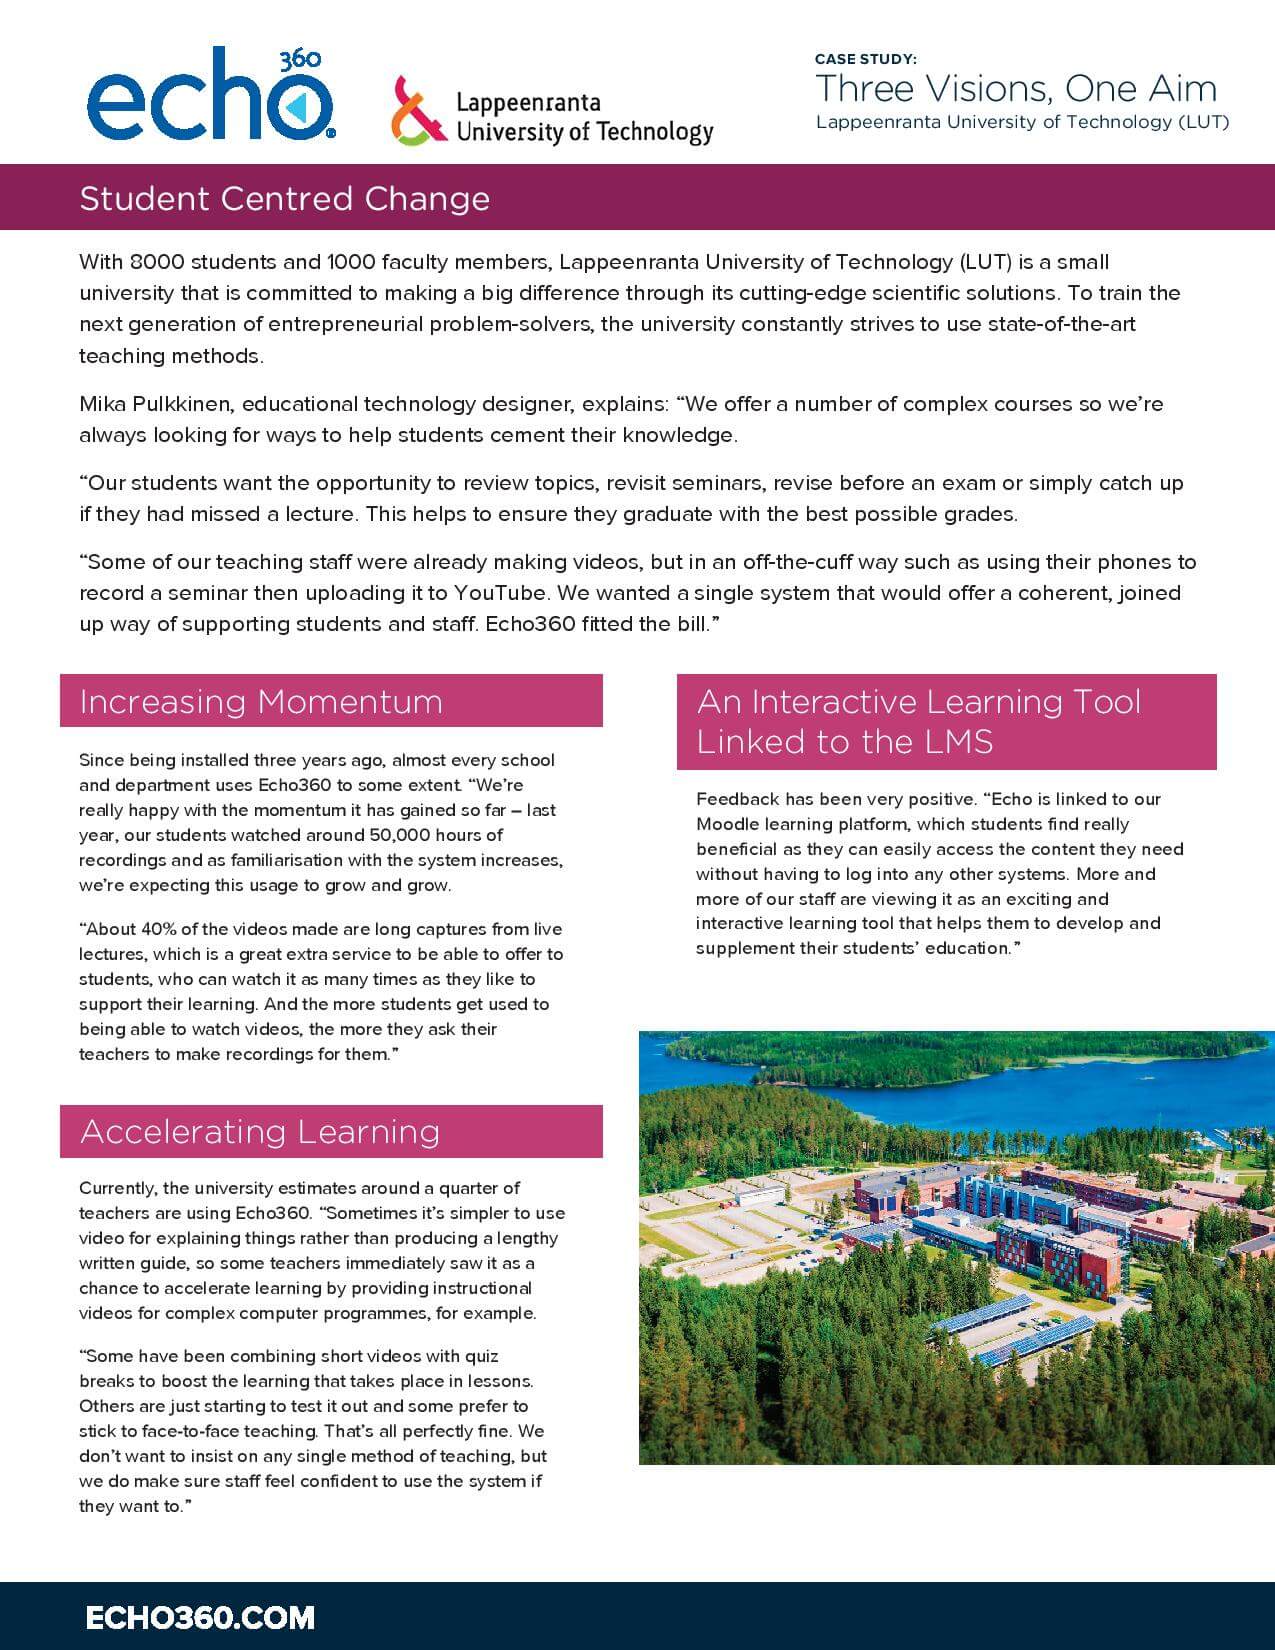 echo 360
Lappeenranta
University of Technology
CASE STUDY:
Three Visions, One Aim
Lappeenranta University of Technology (LUT)
Student Centred Change
With 8000 students and 1000 faculty members, Lappeenranta University of Technology (LUT) is a small
university that is committed to making a big difference through its cutting-edge scientific solutions. To train the
next generation of entrepreneurial problem-solvers, the university constantly strives to use state-of-the-art
teaching methods.
Mika Pulkkinen, educational technology designer, explains: “We offer a number of complex courses so we’re
always looking for ways to help students cement their knowledge.
“Our students want the opportunity to review topics, revisit seminars, revise before an exam or simply catch up
if they had missed a lecture. This helps to ensure they graduate with the best possible grades.
“Some of our teaching staff were already making videos, but in an off-the-cuff way such as using their phones to
record a seminar then uploading it to YouTube. We wanted a single system that would offer a coherent, joined
up way of supporting students and staff. Echo360 fitted the bill.”
Increasing Momentum
Since being installed three years ago, almost every school
and department uses Echo360 to some extent. “We’re
really happy with the momentum it has gained so far – last
year, our students watched around 50,000 hours of
recordings and as familiarisation with the system increases,
we’re expecting this usage to grow and grow.
“About 40% of the videos made are long captures from live
lectures, which is a great extra service to be able to offer to
students, who can watch it as many times as they like to
support their learning. And the more students get used to
being able to watch videos, the more they ask their
teachers to make recordings for them.”
Accelerating Learning
Currently, the university estimates around a quarter of
teachers are using Echo360. “Sometimes it’s simpler to use
video for explaining things rather than producing a lengthy
written guide, so some teachers immediately saw it as a
chance to accelerate learning by providing instructional
videos for complex computer programmes, for example.
“Some have been combining short videos with quiz
breaks to boost the learning that takes place in lessons.
Others are just starting to test it out and some prefer to
stick to face-to-face teaching. That’s all perfectly fine. We
don’t want to insist on any single method of teaching, but
we do make sure staff feel confident to use the system if
they want to.”
An Interactive Learning Tool
Linked to the LMS
Feedback has been very positive. “Echo is linked to our
Moodle learning platform, which students find really
beneficial as they can easily access the content they need
without having to log into any other systems. More and
more of our staff are viewing it as an exciting and
interactive learning tool that helps them to develop and
supplement their students’ education.”
ECHO360.COM